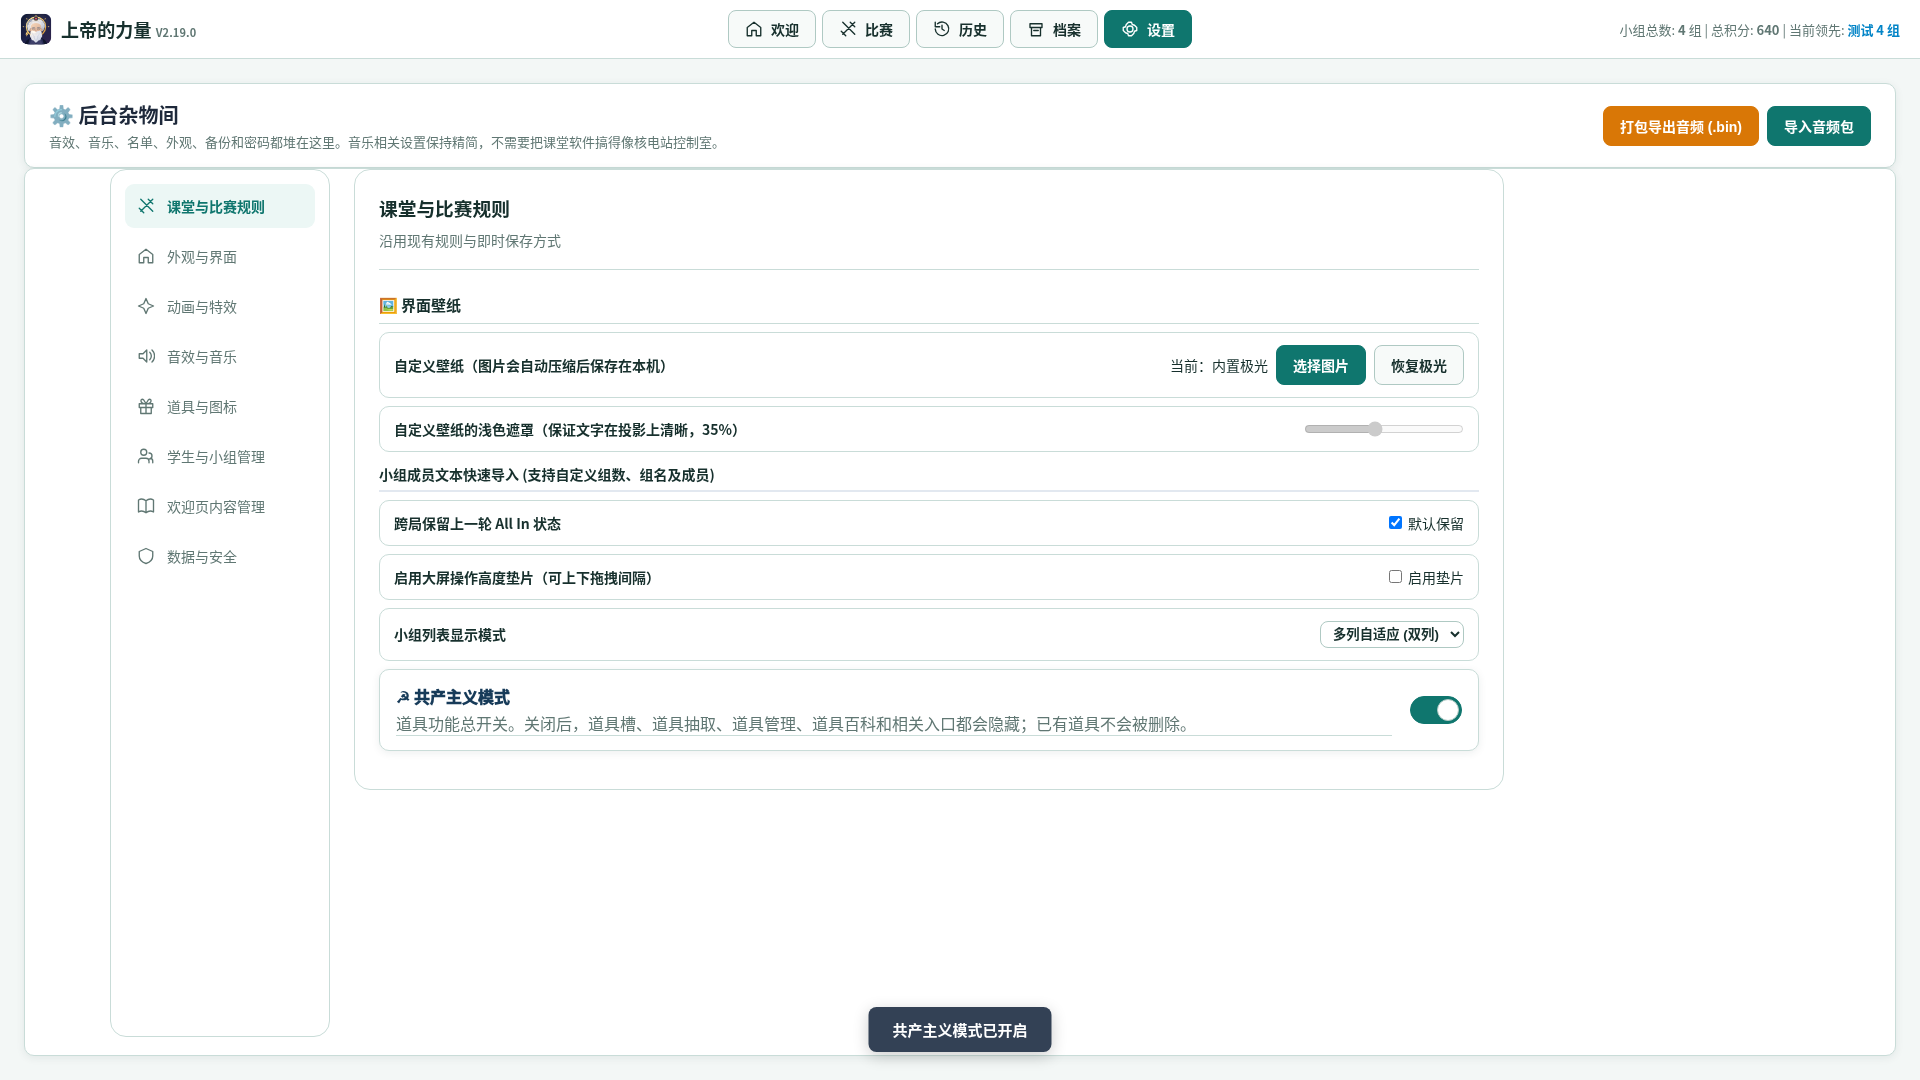 上帝的力量 V2.19.0
欢迎
比赛
历史
档案
设置
小组总数: 4 组 | 总积分: 640 | 当前领先: 测试 4 组
⚙️ 后台杂物间
音效、音乐、名单、外观、备份和密码都堆在这里。音乐相关设置保持精简，不需要把课堂软件搞得像核电站控制室。
打包导出音频 (.bin)
导入音频包
课堂与比赛规则
外观与界面
动画与特效
音效与音乐
道具与图标
学生与小组管理
欢迎页内容管理
数据与安全
课堂与比赛规则
沿用现有规则与即时保存方式
🖼️ 界面壁纸
自定义壁纸（图片会自动压缩后保存在本机）
当前：内置极光
选择图片
恢复极光
自定义壁纸的浅色遮罩（保证文字在投影上清晰，35%）
小组成员文本快速导入 (支持自定义组数、组名及成员)
跨局保留上一轮 All In 状态
默认保留
启用大屏操作高度垫片（可上下拖拽间隔）
启用垫片
小组列表显示模式
多列自适应 (双列)
☭ 共产主义模式
道具功能总开关。关闭后，道具槽、道具抽取、道具管理、道具百科和相关入口都会隐藏；已有道具不会被删除。
共产主义模式已开启